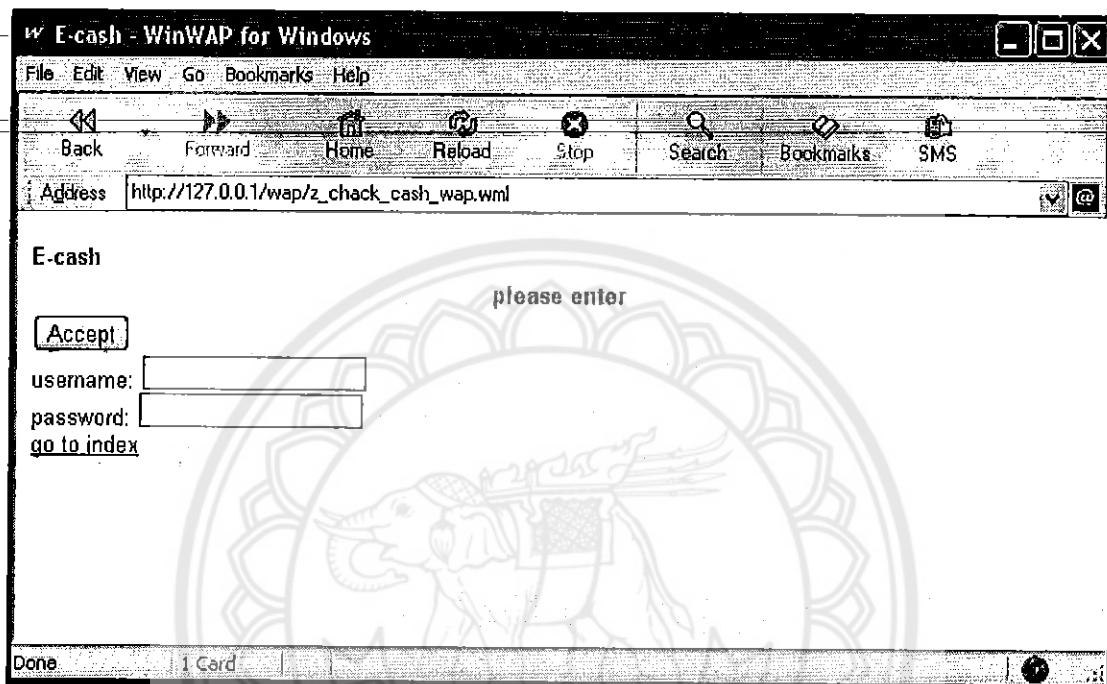 W E-cash - WinWAP for Windows
File Edit View Go Bookmarks Help
Back Forward Home Reload Stop Search Bookmarks SMS
Address http://127.0.0.1/wap/z_chack_cash_wap.wml @
E-cash
please enter
Accept
username:
password:
go to index
Done 1 Card